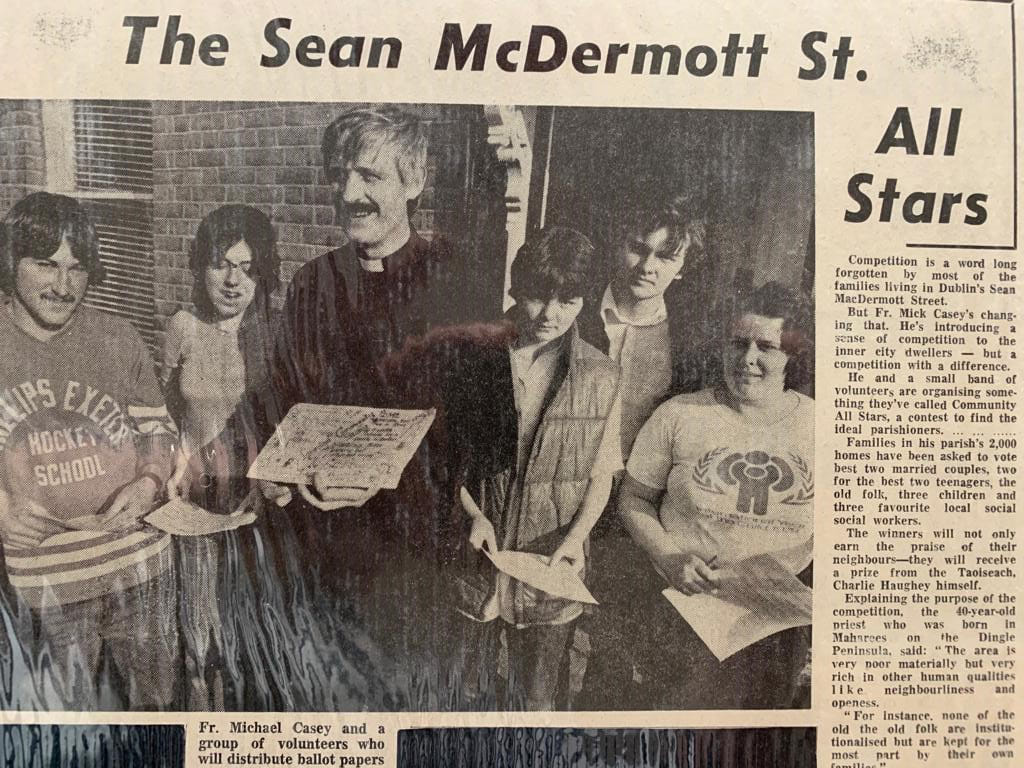 The Sean McDermott St.
All
Stars
Competition is a word long
forgotten by most of the
families living in Dublin's Sean
MacDermott Street.
But Fr. Mick Casey's chang-
ing that. He's introducing a
sense of competition to the
inner city dwellers — but a
competition with a difference.
He and a small band of
volunteers are organising some-
thing they've called Community
All Stars, a contest to find the
ideal parishioners. ... ... ......
Families in his parish's 2,000
homes have been asked to vote
best two married couples, two
for the best two teenagers, the
old folk, three children and
three favourite local social
social workers.
The winners will not only
earn the praise of their
neighbours—they will receive
a prize from the Taoiseach,
Charlie Haughey himself.
Explaining the purpose of the
competition, the 40-year-old
priest who was born in
Maharees on the Dingle
Peninsula, said: "The area is
very poor materially but very
rich in other human qualities
like neighbourliness and
openess.
"For instance, none of the
old the old folk are institu-
tionalised but are kept for the
most part by their own
families."
PHILLIPS EXETER
HOCKEY
SCHOOL
Fr. Michael Casey and a
group of volunteers who
will distribute ballot papers